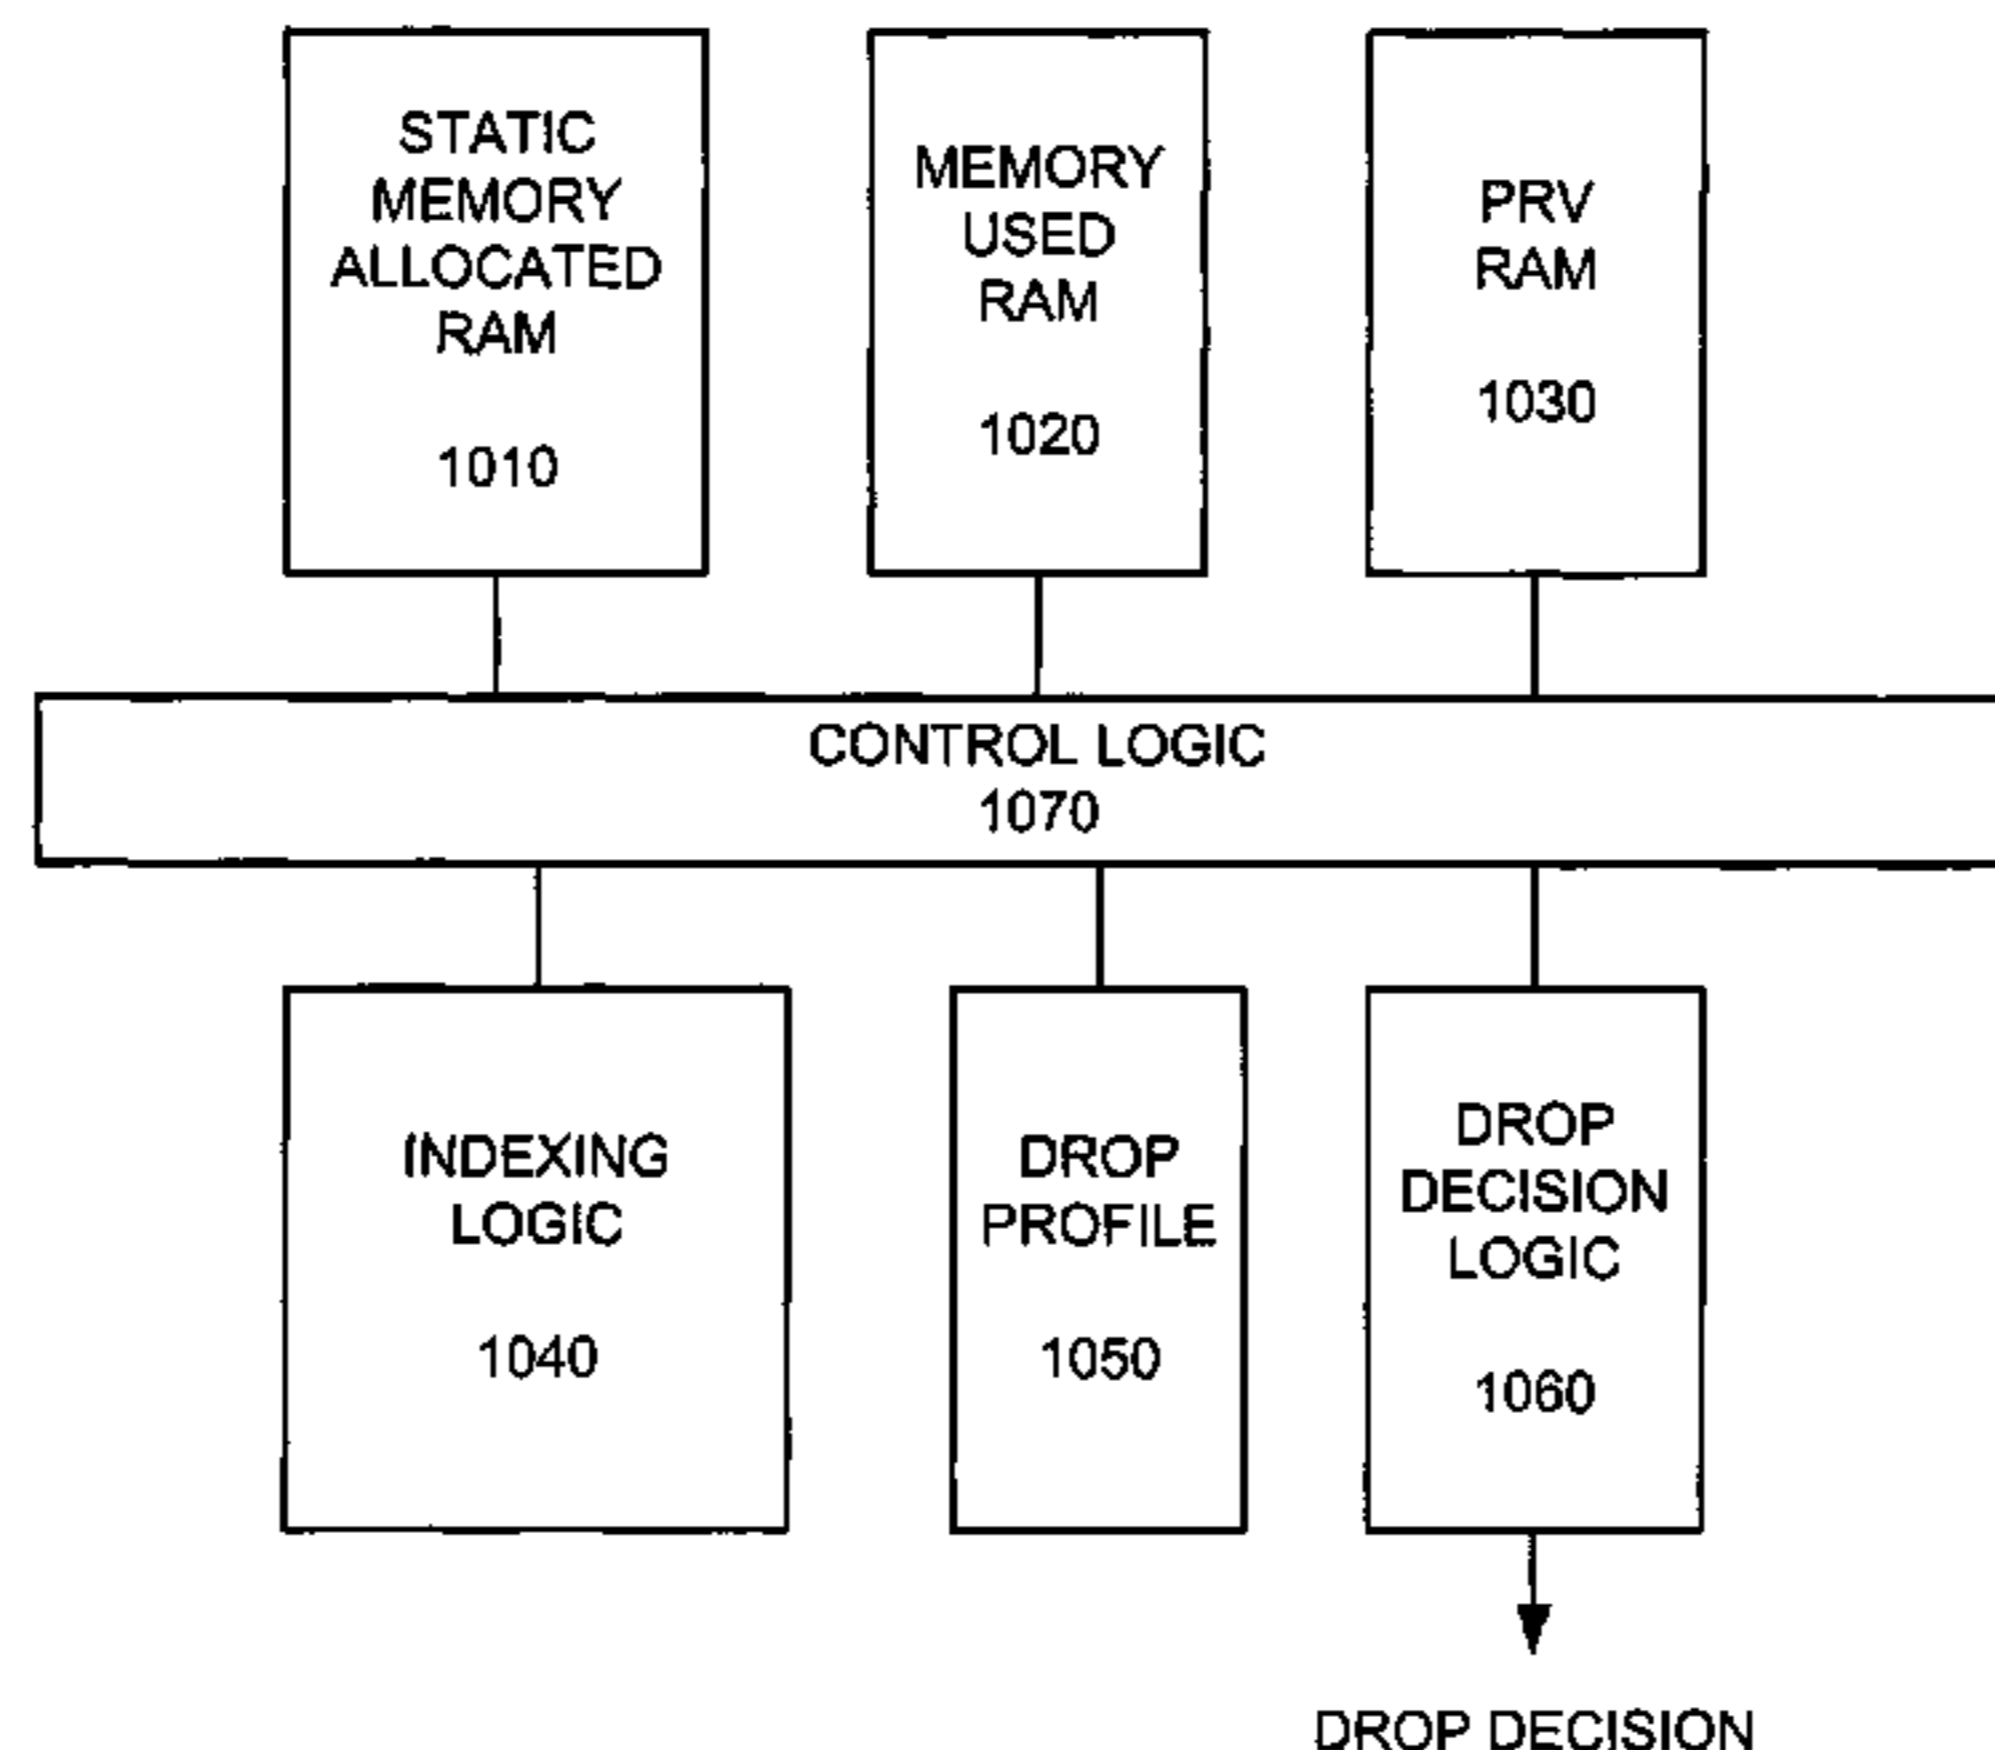 STATIC
MEMORY
ALLOCATED
RAM
1010
MEMORY
USED
RAM
1020
PRV
RAM
1030
CONTROL LOGIC
1070
INDEXING
LOGIC
1040
DROP
PROFILE
1050
DROP
DECISION
LOGIC
1060
DROP DECISION